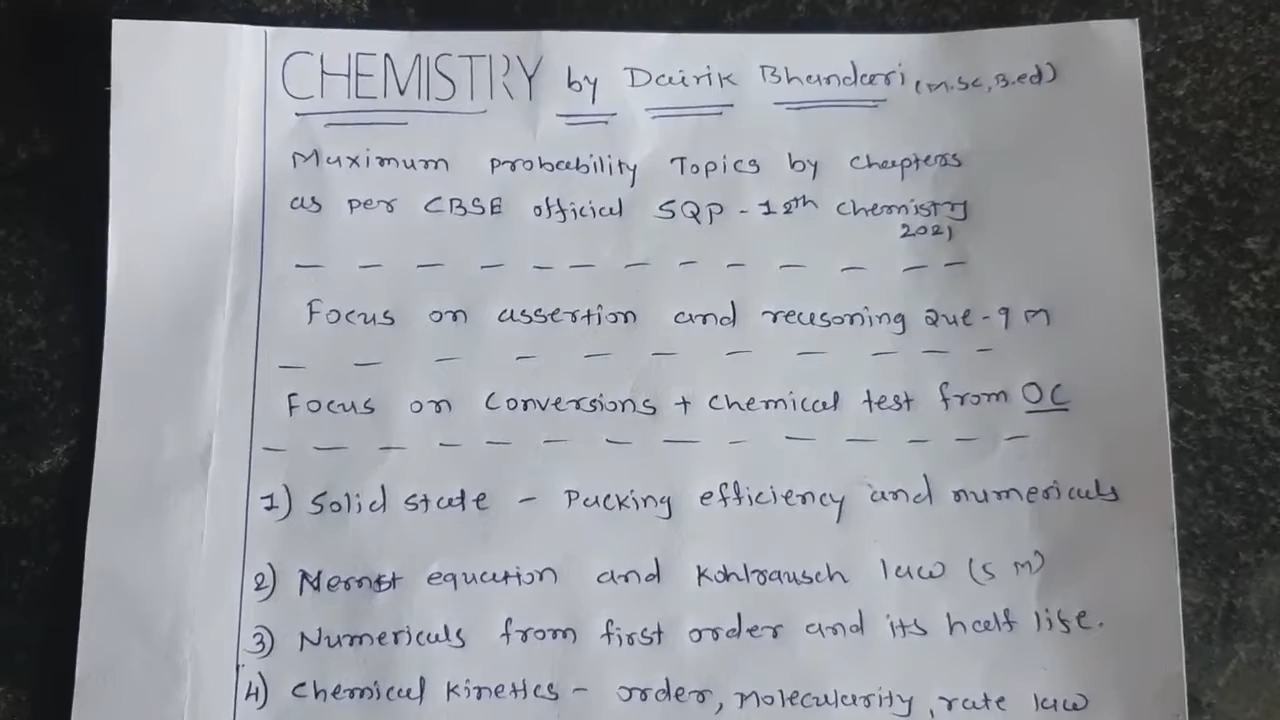 CHEMISTRY by Dairik Bhandari (M.Sc, B.ed)
Maximum probability Topics by chapters
as per CBSE official SQP - 12th chemistry
2021
Focus on assertion and reasoning Que - 9 M
Focus on conversions + chemical test from OC
1) Solid state - Packing efficiency and numericals
2) Nernst equation and Kohlrausch law (5 M)
3) Numericals from first order and its half life.
4) Chemical Kinetics - order, Molecularity, rate law